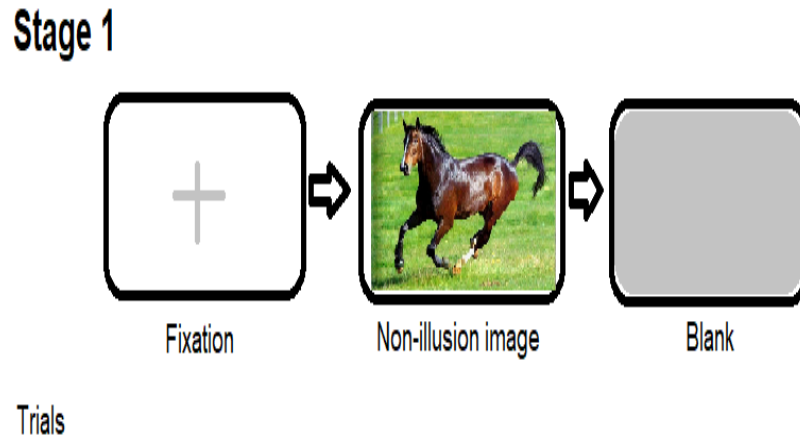 Stage 1
Fixation
Non-illusion image
Blank
Trials